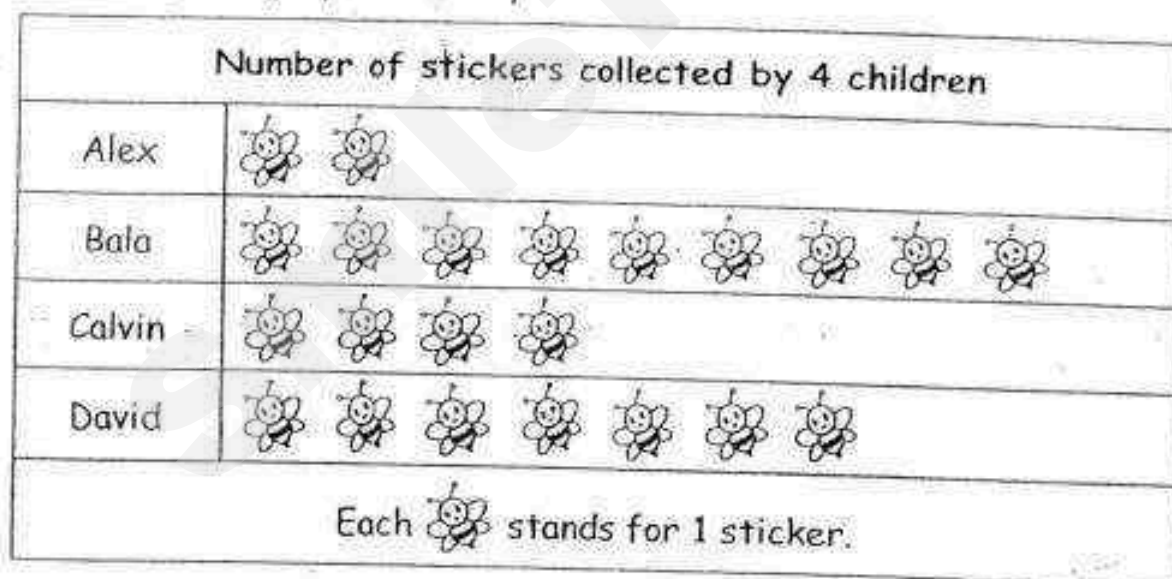 Number of stickers collected by 4 children
Alex
Bala
Calvin
David
Each stands for 1 sticker.